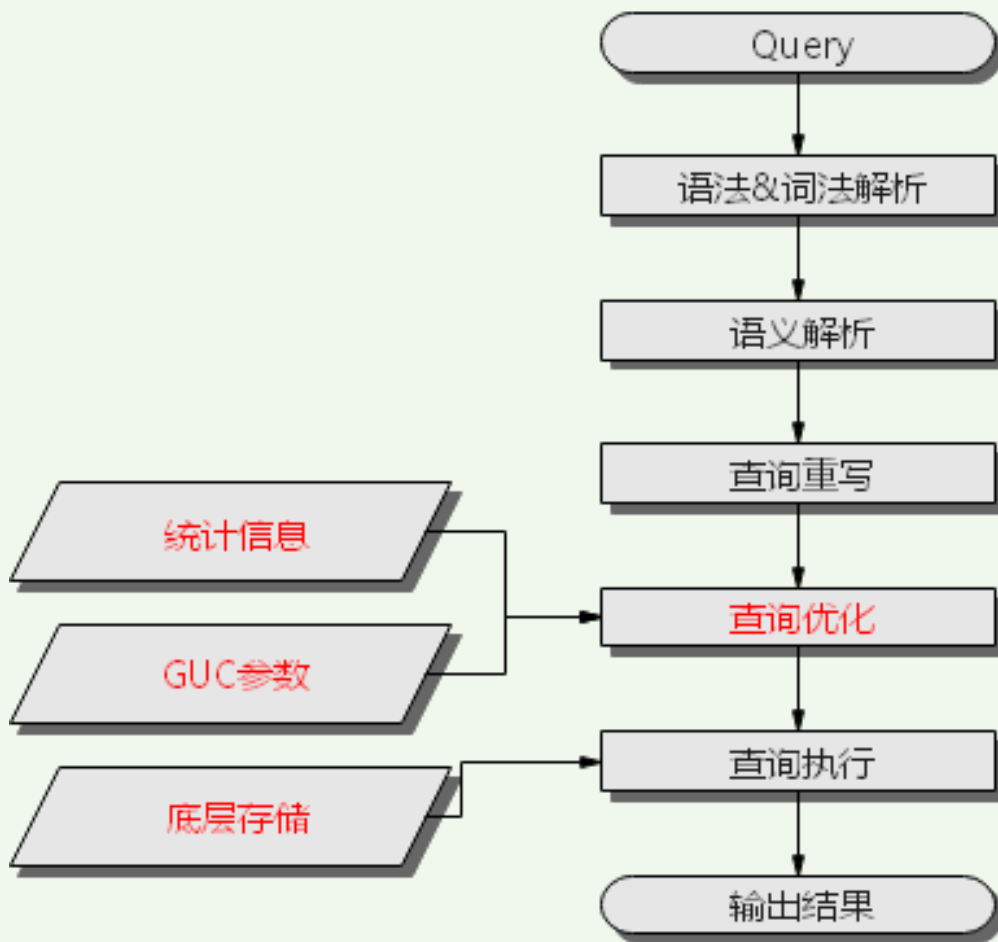 Query
语法&词法解析
语义解析
查询重写
统计信息
查询优化
GUC参数
查询执行
底层存储
输出结果